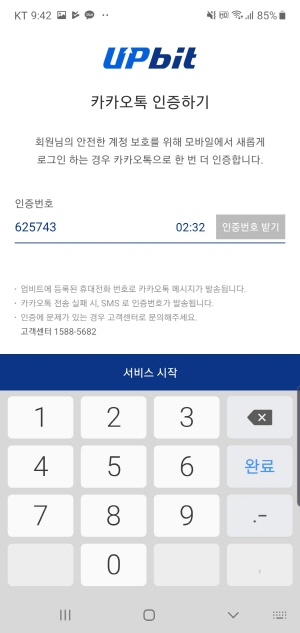 KT 9:42 85%
UPbit
카카오톡 인증하기
회원님의 안전한 계정 보호를 위해 모바일에서 새롭게
로그인 하는 경우 카카오톡으로 한 번 더 인증합니다.
인증번호
625743 02:32 인증번호 받기
· 업비트에 등록된 휴대전화 번호로 카카오톡 메시지가 발송됩니다.
· 카카오톡 전송 실패 시, SMS 로 인증번호가 발송됩니다.
· 인증에 문제가 있는 경우 고객센터로 문의해주세요.
고객센터 1588-5682
서비스 시작
1 2 3
4 5 6 완료
7 8 9 .-
0 ,